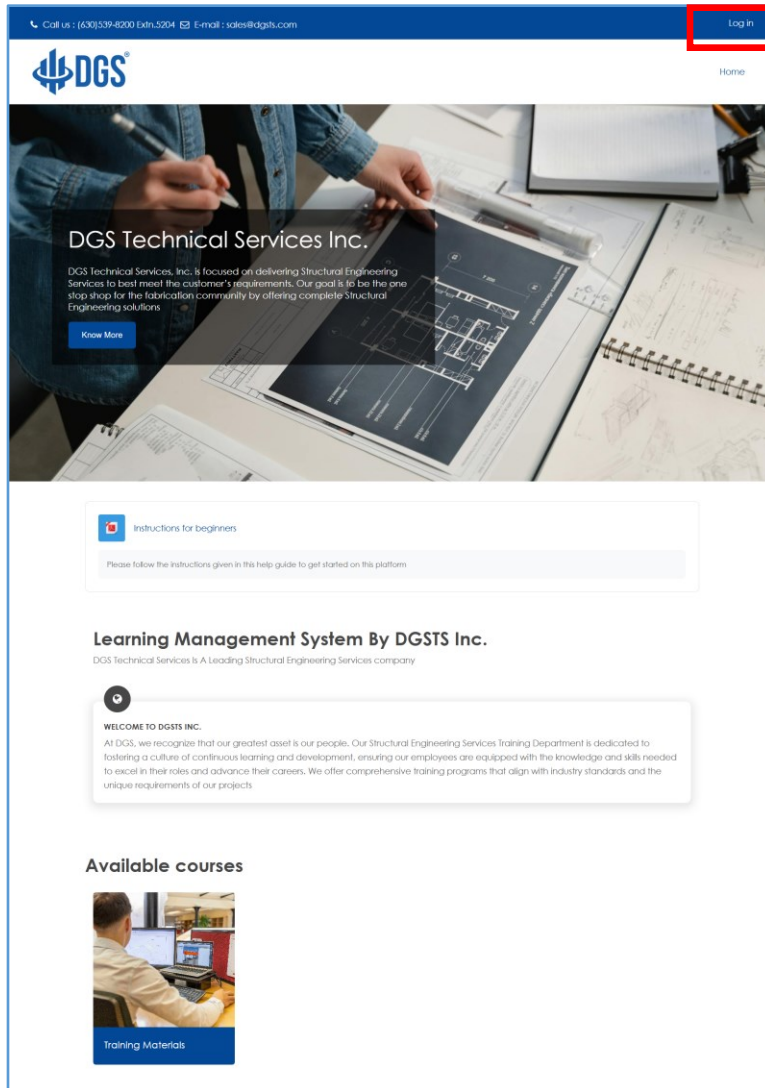 Call us : (630)539-8200 Extn.5204 E-mail : sales@dgsts.com
Log in
DGS®
Home
DGS Technical Services Inc.
DGS Technical Services, Inc. is focused on delivering Structural Engineering
Services to best meet the customer's requirements. Our goal is to be the one
stop shop for the fabrication community by offering complete Structural
Engineering solutions
Know More
Instructions for beginners
Please follow the instructions given in this help guide to get started on this platform
Learning Management System By DGSTS Inc.
DGS Technical Services Is A Leading Structural Engineering Services company
WELCOME TO DGSTS INC.
At DGS, we recognize that our greatest asset is our people. Our Structural Engineering Services Training Department is dedicated to
fostering a culture of continuous learning and development, ensuring our employees are equipped with the knowledge and skills needed
to excel in their roles and advance their careers. We offer comprehensive training programs that align with industry standards and the
unique requirements of our projects
Available courses
Training Materials